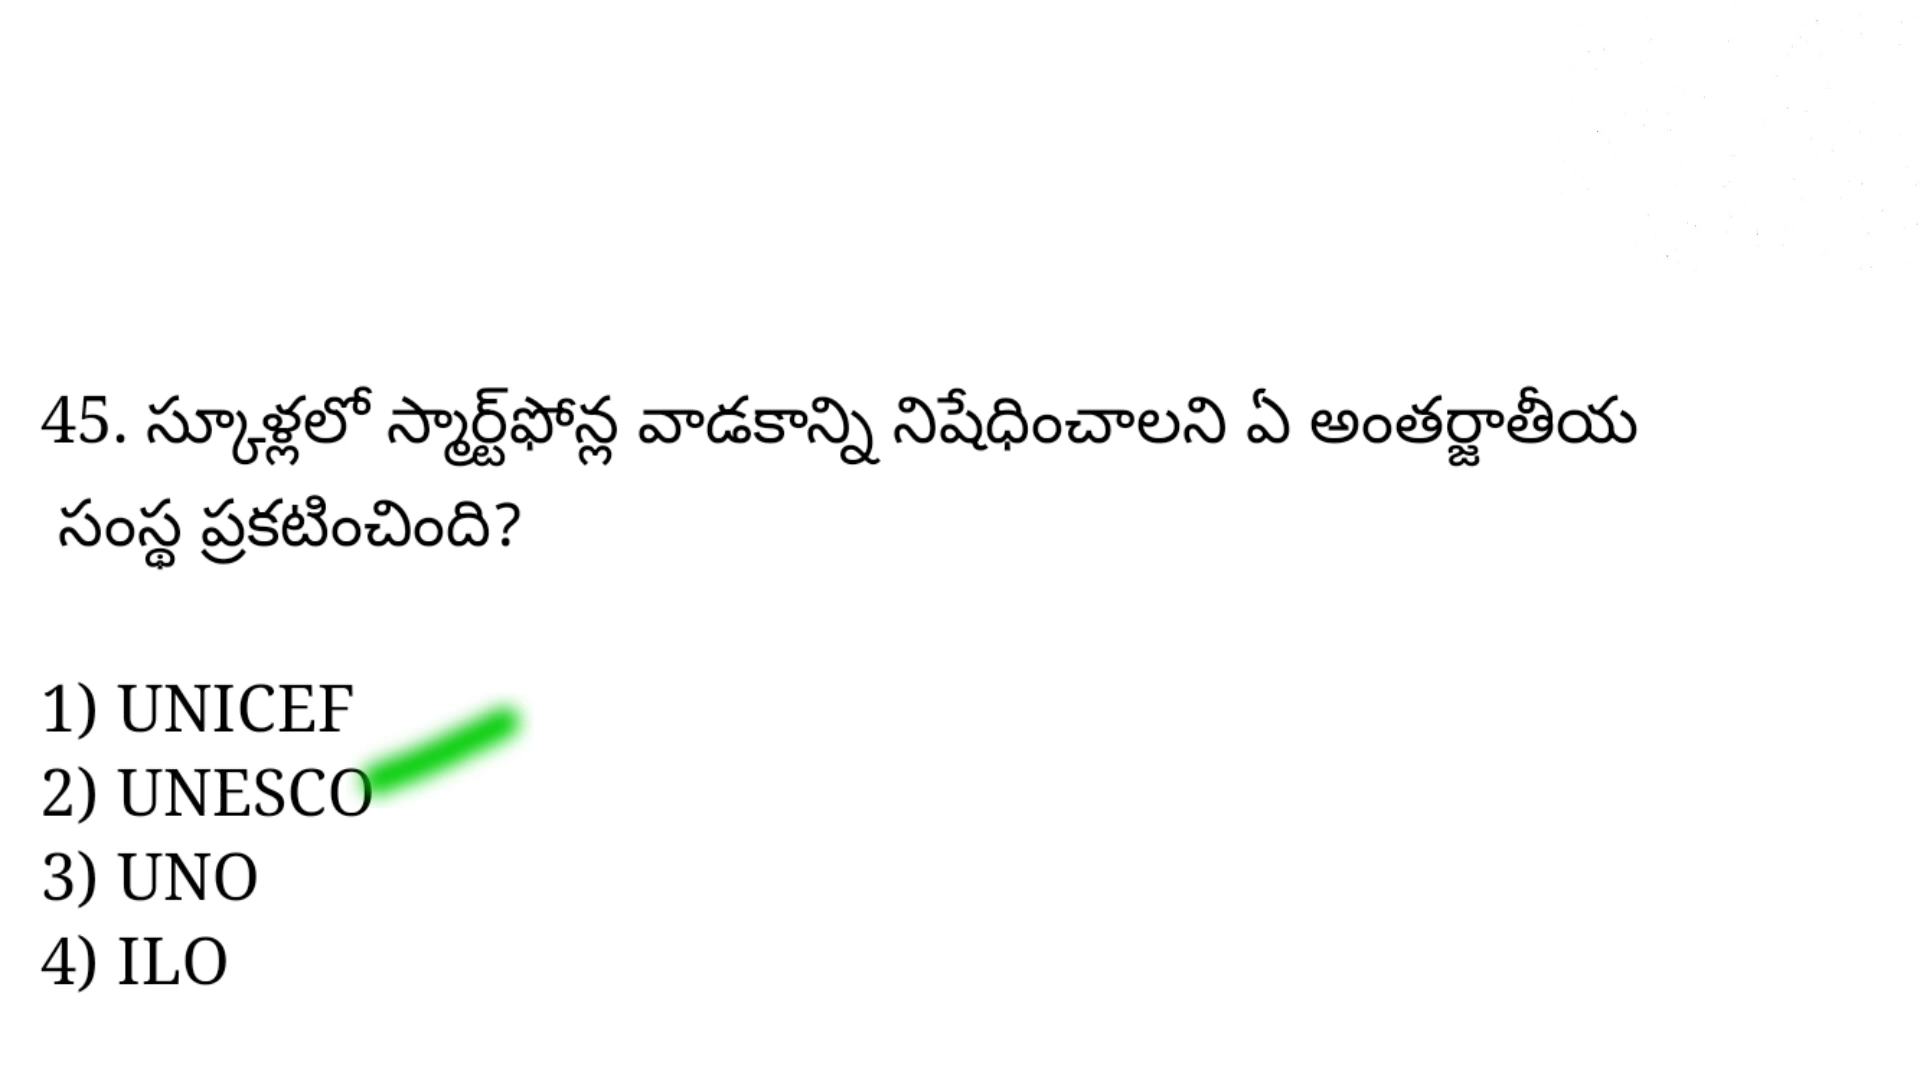 45. స్కూళ్లలో స్మార్ట్‌ఫోన్ల వాడకాన్ని నిషేధించాలని ఏ అంతర్జాతీయ
సంస్థ ప్రకటించింది?
1) UNICEF
2) UNESCO
3) UNO
4) ILO